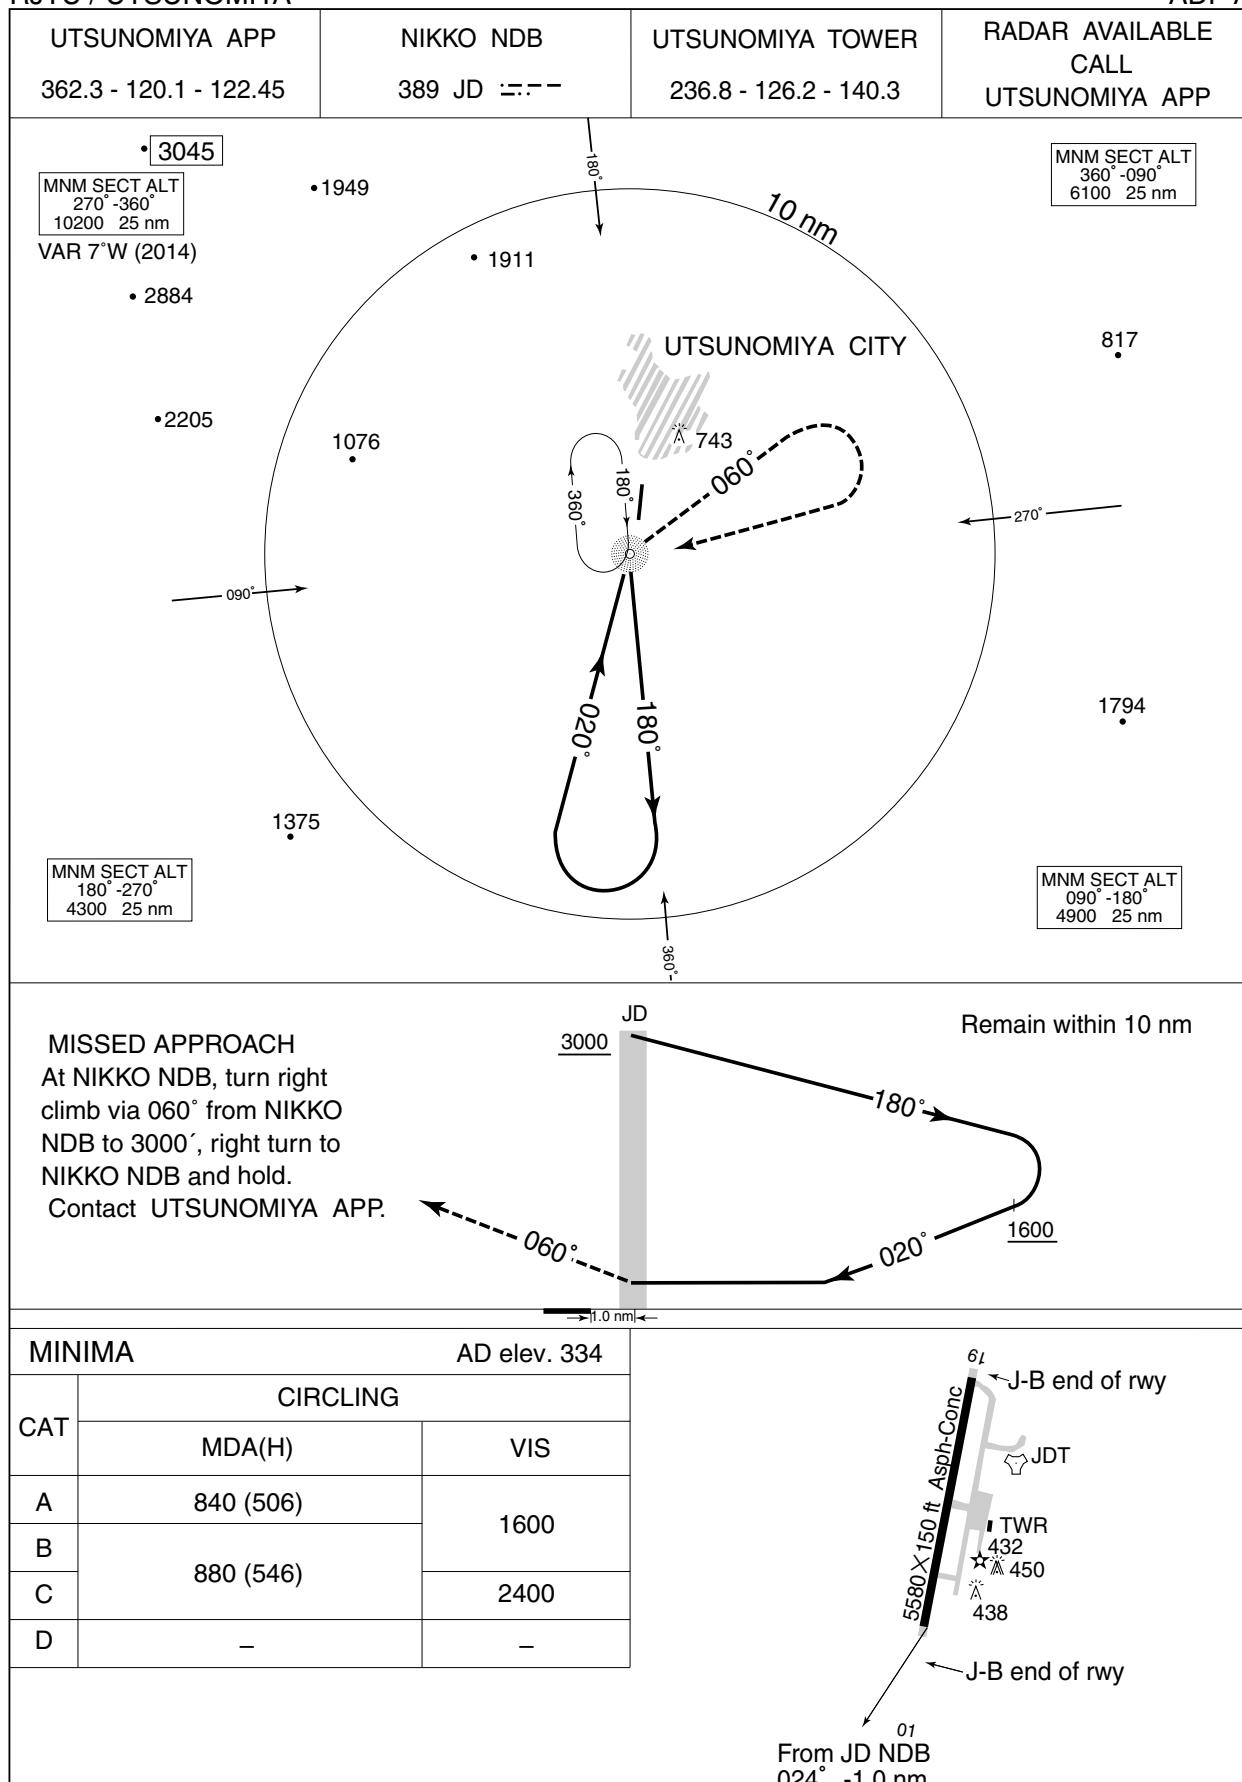 UTSUNOMIYA APP
362.3 - 120.1 - 122.45
NIKKO NDB
389 JD
UTSUNOMIYA TOWER
236.8 - 126.2 - 140.3
RADAR AVAILABLE
CALL
UTSUNOMIYA APP
3045
MNM SECT ALT
270° -360°
10200 25 nm
VAR 7°W (2014)
1949
180°
10 nm
MNM SECT ALT
360° -090°
6100 25 nm
1911
2884
UTSUNOMIYA CITY
817
2205
1076
743
060°
360°
180°
270°
090°
020°
180°
1794
1375
MNM SECT ALT
180° -270°
4300 25 nm
MNM SECT ALT
090° -180°
4900 25 nm
360°
MISSED APPROACH
At NIKKO NDB, turn right
climb via 060° from NIKKO
NDB to 3000´, right turn to
NIKKO NDB and hold.
Contact UTSUNOMIYA APP.
JD
3000
Remain within 10 nm
180°
1600
020°
060°
1.0 nm
MINIMA
AD elev. 334
CAT
CIRCLING
MDA(H)
VIS
A
840 (506)
1600
B
880 (546)
C
2400
D
–
–
19
J-B end of rwy
5580×150 ft Asph-Conc
JDT
TWR
432
450
438
J-B end of rwy
01
From JD NDB
024° -1.0 nm